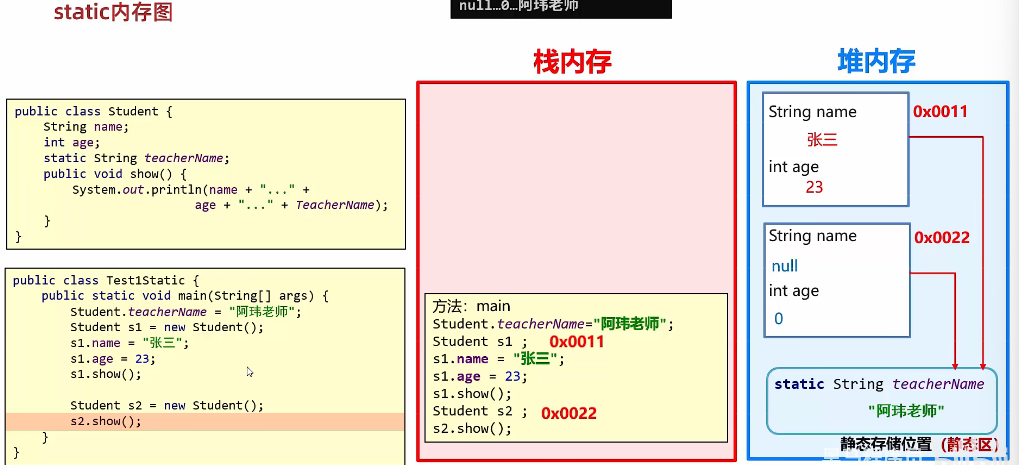 static内存图
null…0…阿玮老师
public class Student {
String name;
int age;
static String teacherName;
public void show() {
System.out.println(name + "..." +
age + "..." + TeacherName);
}
}
public class Test1Static {
public static void main(String[] args) {
Student.teacherName = "阿玮老师";
Student s1 = new Student();
s1.name = "张三";
s1.age = 23;
s1.show();
Student s2 = new Student();
s2.show();
}
}
栈内存
方法：main
Student.teacherName="阿玮老师";
Student s1 ; 0x0011
s1.name = "张三";
s1.age = 23;
s1.show();
Student s2 ; 0x0022
s2.show();
堆内存
String name 0x0011
张三
int age
23
String name 0x0022
null
int age
0
static String teacherName
"阿玮老师"
静态存储位置（静态区）